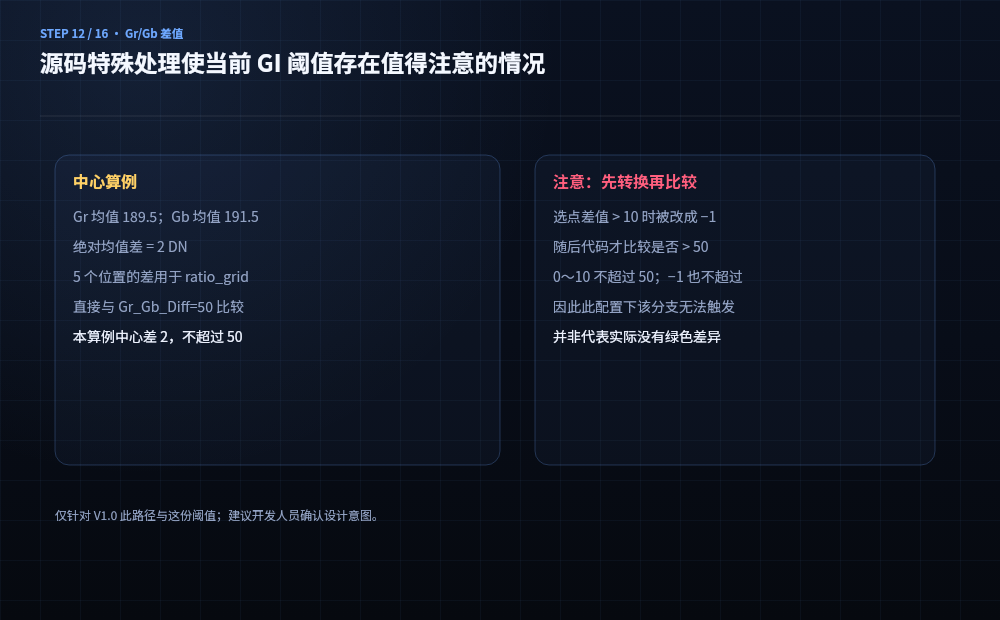 STEP 12 / 16 • Gr/Gb 差值
源码特殊处理使当前 GI 阈值存在值得注意的情况
中心算例
Gr 均值 189.5；Gb 均值 191.5
绝对均值差 = 2 DN
5 个位置的差用于 ratio_grid
直接与 Gr_Gb_Diff=50 比较
本算例中心差 2，不超过 50
注意：先转换再比较
选点差值 > 10 时被改成 −1
随后代码才比较是否 > 50
0～10 不超过 50；−1 也不超过
因此此配置下该分支无法触发
并非代表实际没有绿色差异
仅针对 V1.0 此路径与这份阈值；建议开发人员确认设计意图。